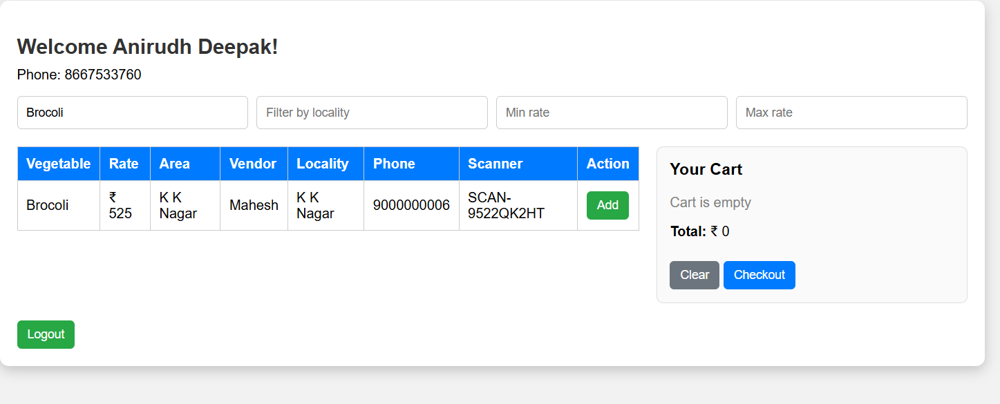 Welcome Anirudh Deepak!
Phone: 8667533760
Brocoli
Filter by locality
Min rate
Max rate
Vegetable Rate Area Vendor Locality Phone Scanner Action
Brocoli ₹ 525 K K Nagar Mahesh K K Nagar 9000000006 SCAN-9522QK2HT Add
Your Cart
Cart is empty
Total: ₹ 0
Clear Checkout
Logout